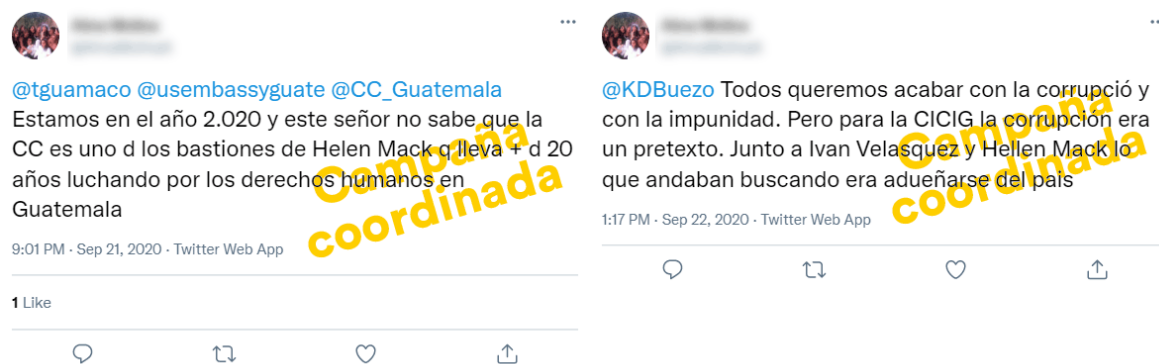 @tguamaco @usembassyguate @CC_Guatemala
Estamos en el año 2.020 y este señor no sabe que la
CC es uno d los bastiones de Helen Mack q lleva + d 20
años luchando por los derechos humanos en
Guatemala
Campaña
coordinada
9:01 PM · Sep 21, 2020 · Twitter Web App
1 Like
@KDBuezo Todos queremos acabar con la corrupció y
con la impunidad. Pero para la CICIG la corrupción era
un pretexto. Junto a Ivan Velasquez y Hellen Mack lo
que andaban buscando era adueñarse del pais
Campaña
coordinada
1:17 PM · Sep 22, 2020 · Twitter Web App